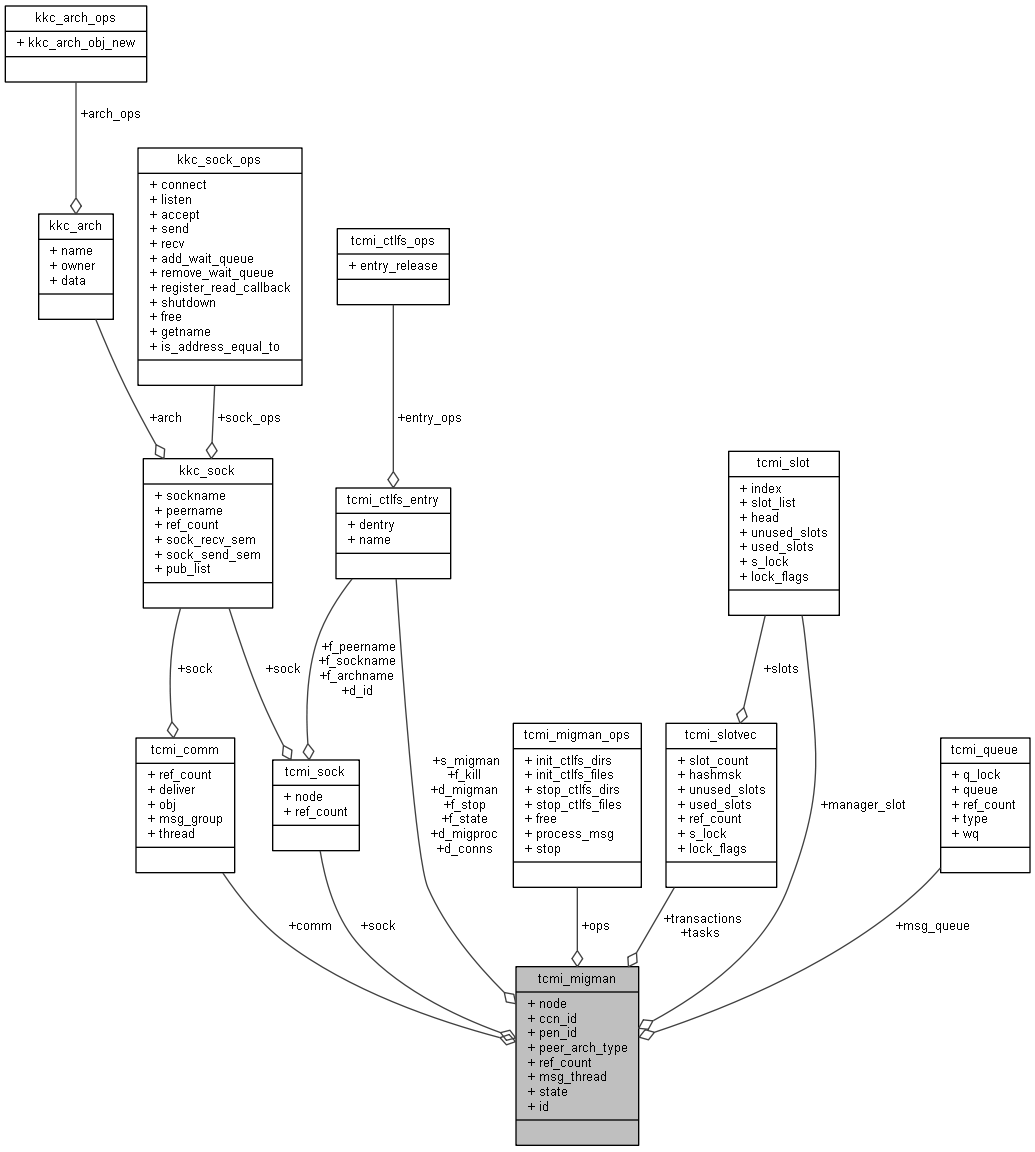 kkc_arch_ops
+ kkc_arch_obj_new
+arch_ops
kkc_arch
+ name
+ owner
+ data
kkc_sock_ops
+ connect
+ listen
+ accept
+ send
+ recv
+ add_wait_queue
+ remove_wait_queue
+ register_read_callback
+ shutdown
+ free
+ getname
+ is_address_equal_to
tcmi_ctlfs_ops
+ entry_release
+arch
+sock_ops
+entry_ops
kkc_sock
+ sockname
+ peername
+ ref_count
+ sock_recv_sem
+ sock_send_sem
+ pub_list
tcmi_ctlfs_entry
+ dentry
+ name
tcmi_slot
+ index
+ slot_list
+ head
+ unused_slots
+ used_slots
+ s_lock
+ lock_flags
+sock
+sock
+f_peername
+f_sockname
+f_archname
+d_id
+slots
tcmi_comm
+ ref_count
+ deliver
+ obj
+ msg_group
+ thread
tcmi_sock
+ node
+ ref_count
+s_migman
+f_kill
+d_migman
+f_stop
+f_state
+d_migproc
+d_conns
tcmi_migman_ops
+ init_ctlfs_dirs
+ init_ctlfs_files
+ stop_ctlfs_dirs
+ stop_ctlfs_files
+ free
+ process_msg
+ stop
tcmi_slotvec
+ slot_count
+ hashmsk
+ unused_slots
+ used_slots
+ ref_count
+ s_lock
+ lock_flags
+manager_slot
tcmi_queue
+ q_lock
+ queue
+ ref_count
+ type
+ wq
+comm
+sock
+ops
+transactions
+tasks
+msg_queue
tcmi_migman
+ node
+ ccn_id
+ pen_id
+ peer_arch_type
+ ref_count
+ msg_thread
+ state
+ id